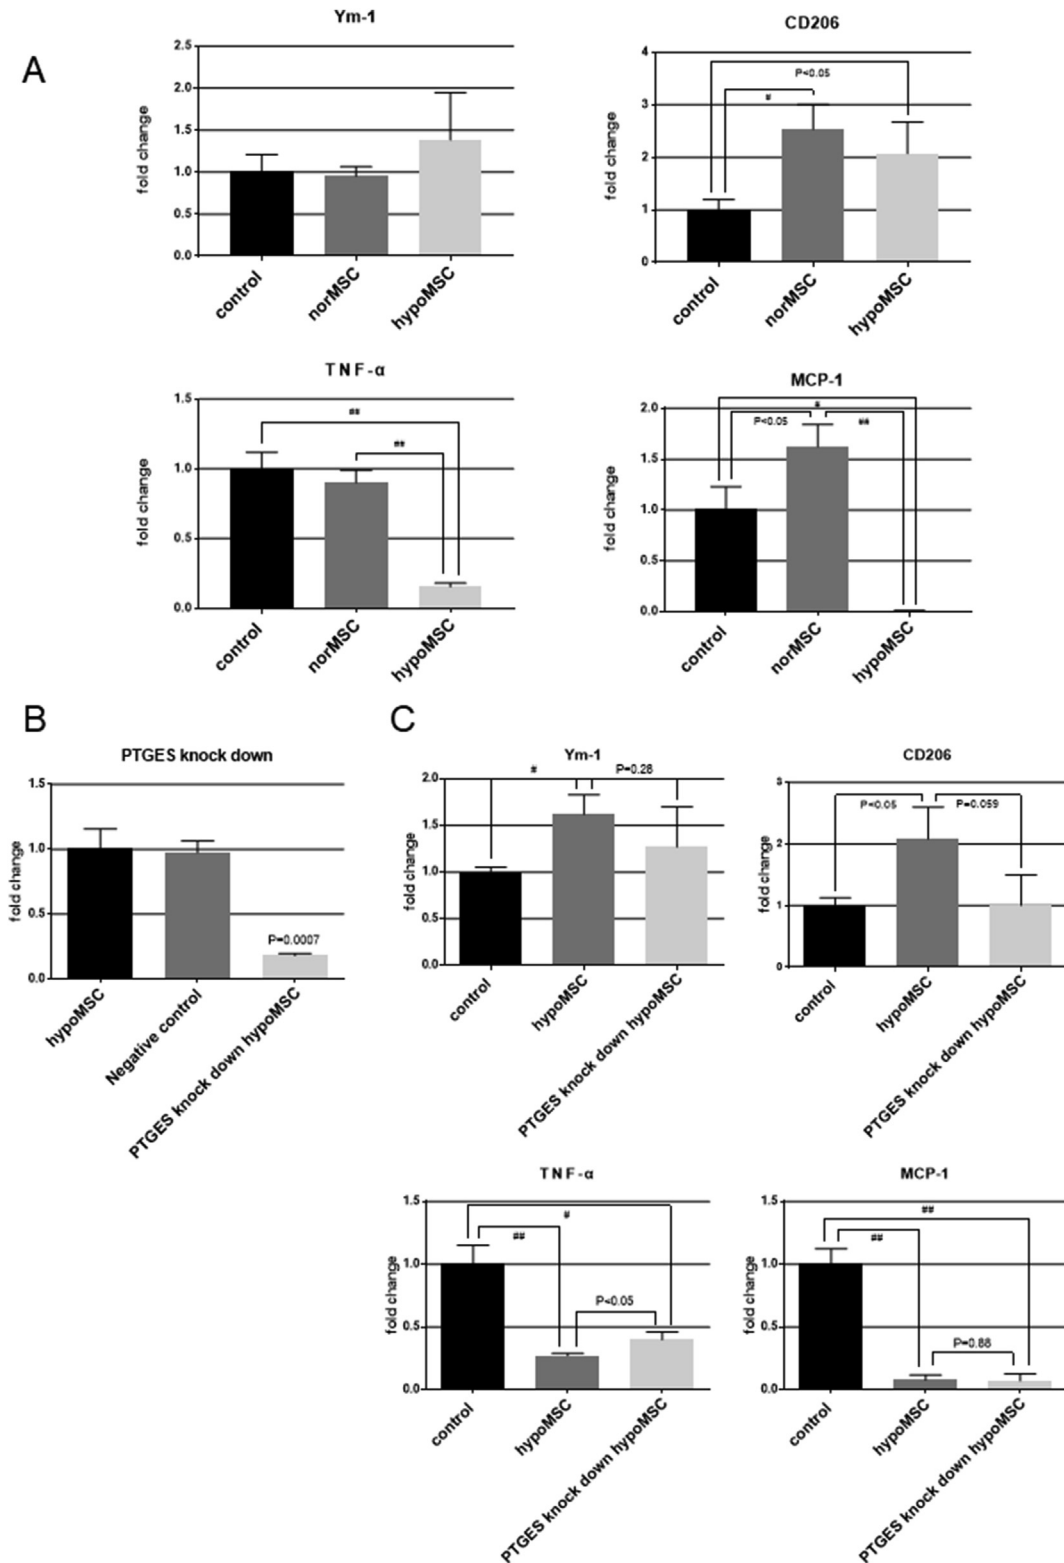 A
Ym-1
fold change
2.5
2.0
1.5
1.0
0.5
0.0
control
norMSC
hypoMSC
CD206
fold change
4
3
2
1
0
P<0.05
#
control
norMSC
hypoMSC
TNF-α
fold change
1.5
1.0
0.5
0.0
##
##
control
norMSC
hypoMSC
MCP-1
fold change
2.0
1.5
1.0
0.5
0.0
#
P<0.05
##
control
norMSC
hypoMSC
B
PTGES knock down
fold change
1.5
1.0
0.5
0.0
P=0.0007
hypoMSC
Negative control
PTGES knock down hypoMSC
C
Ym-1
fold change
2.0
1.5
1.0
0.5
0.0
#
P=0.28
control
hypoMSC
PTGES knock down hypoMSC
CD206
fold change
3
2
1
0
P<0.05
P=0.059
control
hypoMSC
PTGES knock down hypoMSC
TNF-α
fold change
1.5
1.0
0.5
0.0
#
##
P<0.05
control
hypoMSC
PTGES knock down hypoMSC
MCP-1
fold change
1.5
1.0
0.5
0.0
##
##
P=0.88
control
hypoMSC
PTGES knock down hypoMSC